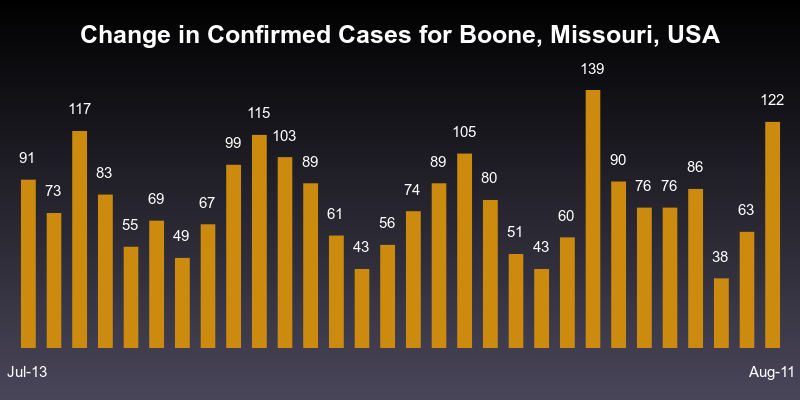 Change in Confirmed Cases for Boone, Missouri, USA
91 73 117 83 55 69 49 67 99 115 103 89 61 43 56 74 89 105 80 51 43 60 139 90 76 76 86 38 63 122
Jul-13 Aug-11